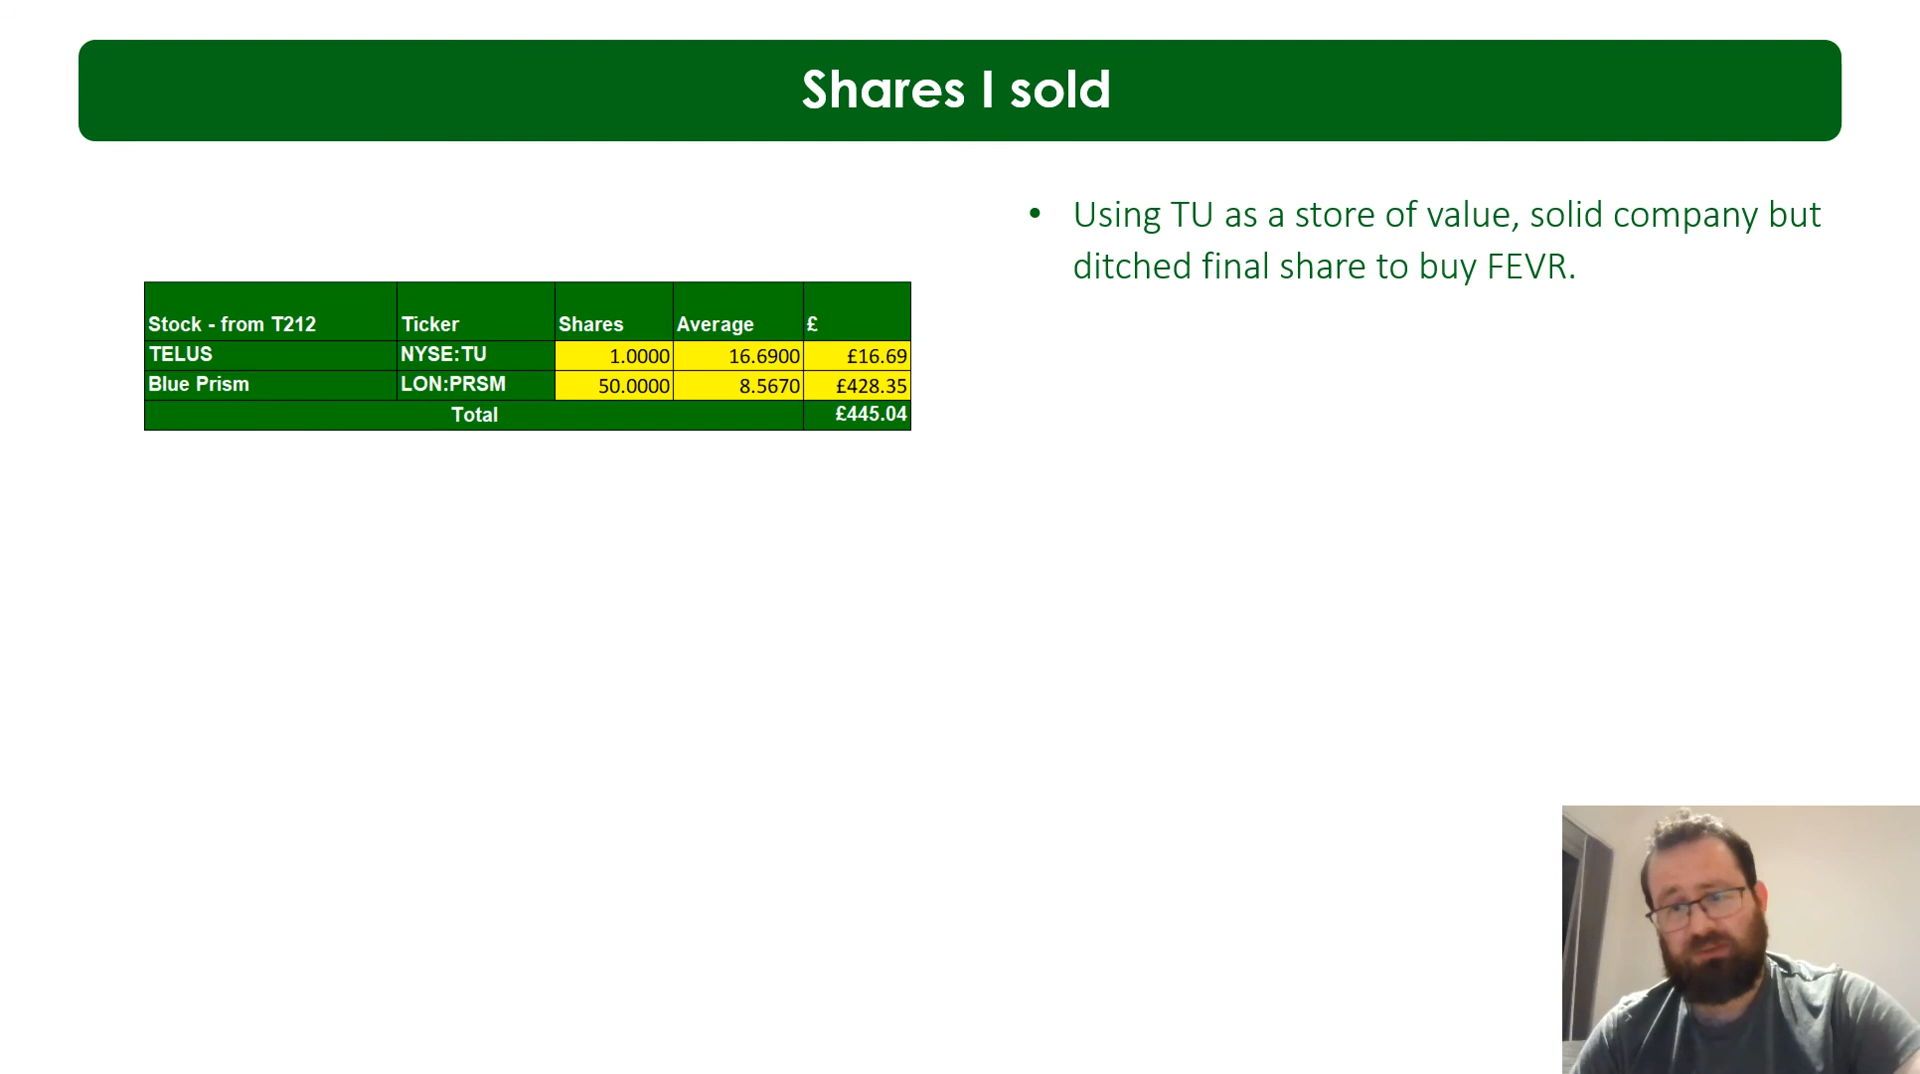 Shares I sold
• Using TU as a store of value, solid company but
ditched final share to buy FEVR.
Stock - from T212 Ticker Shares Average £
TELUS NYSE:TU 1.0000 16.6900 £16.69
Blue Prism LON:PRSM 50.0000 8.5670 £428.35
Total £445.04